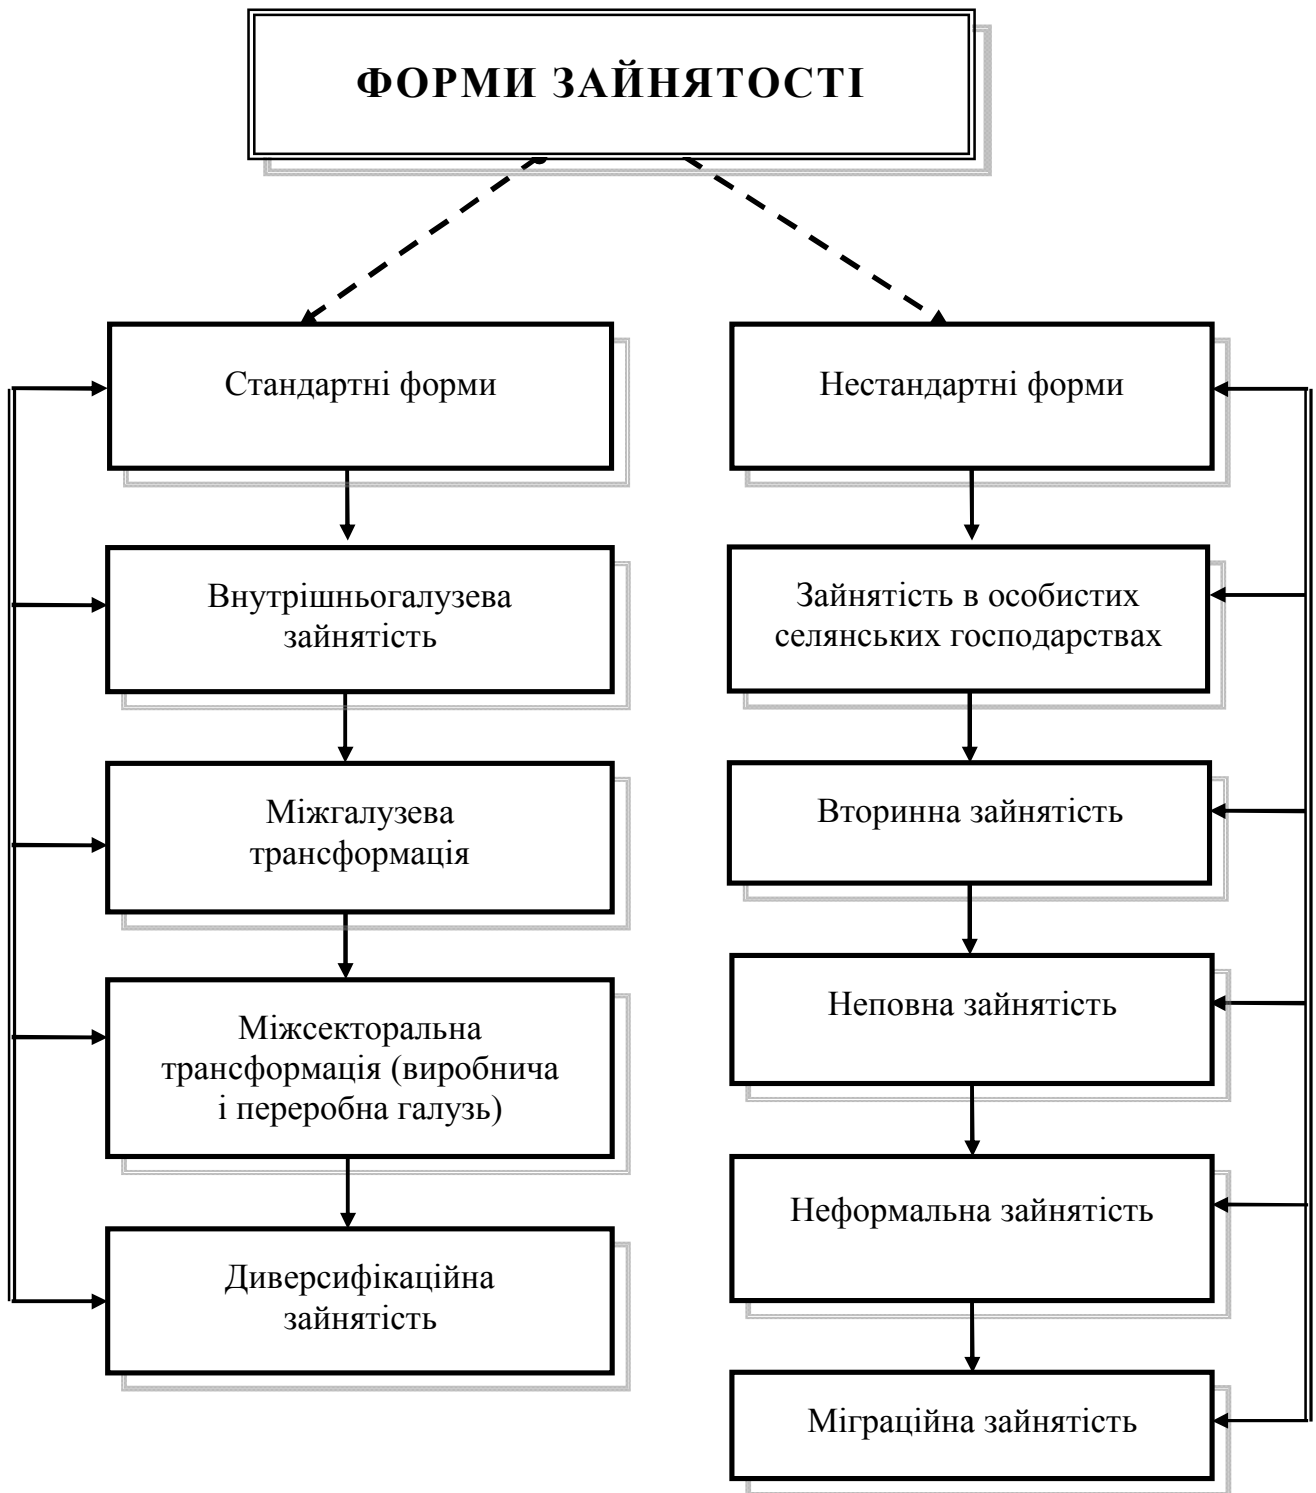 ФОРМИ ЗАЙНЯТОСТІ
Стандартні форми
Внутрішньогалузева
зайнятість
Міжгалузева
трансформація
Міжсекторальна
трансформація (виробнича
і переробна галузь)
Диверсифікаційна
зайнятість
Нестандартні форми
Зайнятість в особистих
селянських господарствах
Вторинна зайнятість
Неповна зайнятість
Неформальна зайнятість
Міграційна зайнятість